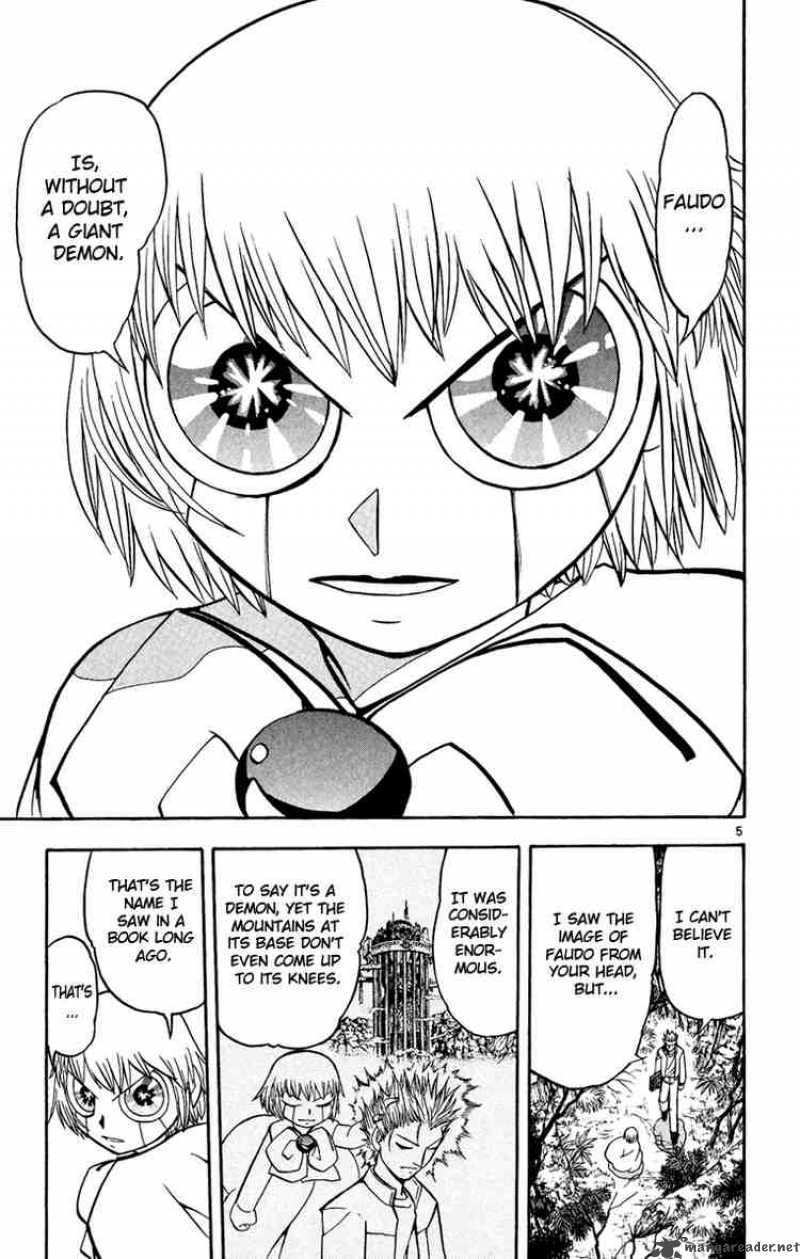 FAUDO
...
IS,
WITHOUT
A DOUBT,
A GIANT
DEMON.
5
I CAN'T
BELIEVE
IT.
I SAW THE
IMAGE OF
FAUDO FROM
YOUR HEAD,
BUT...
IT WAS
CONSID-
ERABLY
ENOR-
MOUS.
TO SAY IT'S A
DEMON, YET THE
MOUNTAINS AT
ITS BASE DON'T
EVEN COME UP
TO ITS KNEES.
THAT'S THE
NAME I
SAW IN A
BOOK LONG
AGO.
THAT'S
...
mangareader.net